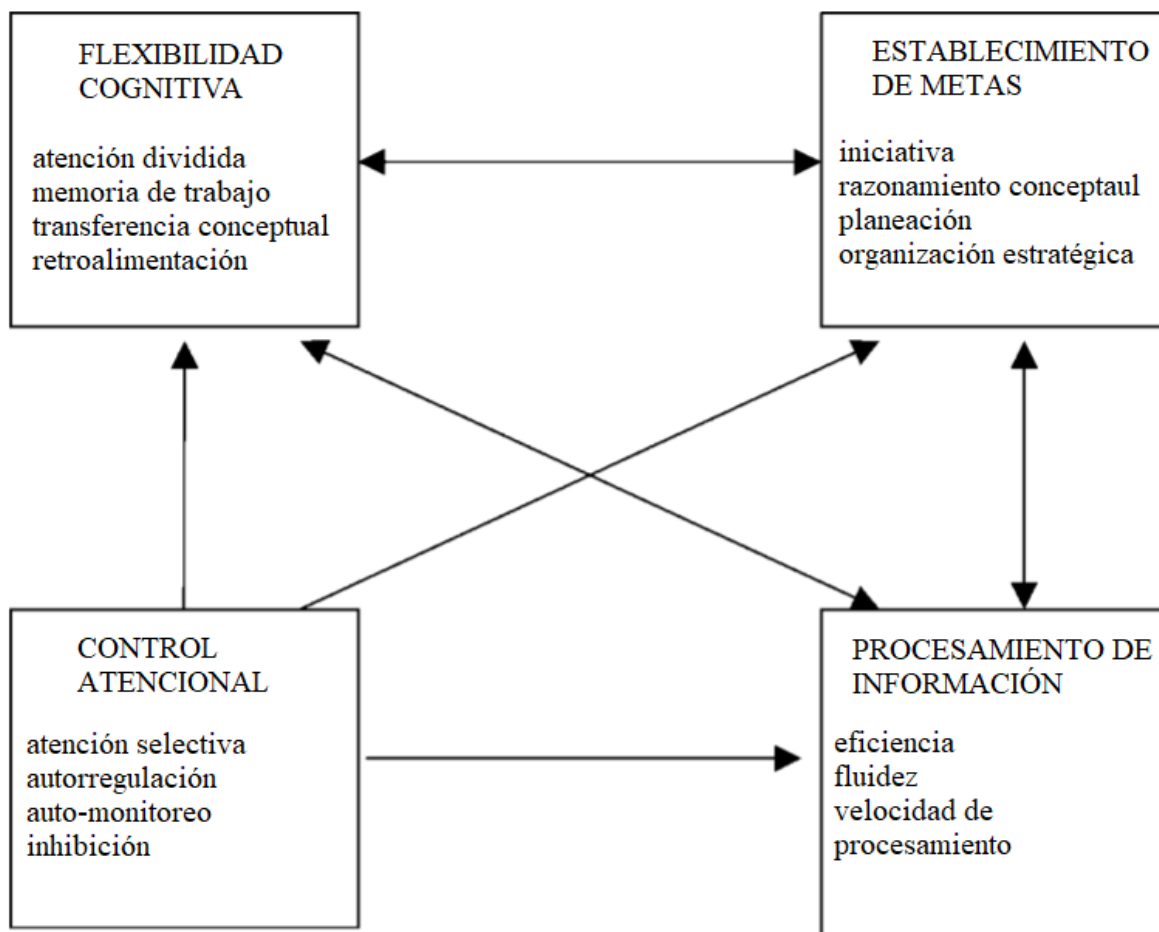 FLEXIBILIDAD
COGNITIVA
atención dividida
memoria de trabajo
transferencia conceptual
retroalimentación
ESTABLECIMIENTO
DE METAS
iniciativa
razonamiento conceptaul
planeación
organización estratégica
CONTROL
ATENCIONAL
atención selectiva
autorregulación
auto-monitoreo
inhibición
PROCESAMIENTO DE
INFORMACIÓN
eficiencia
fluidez
velocidad de
procesamiento